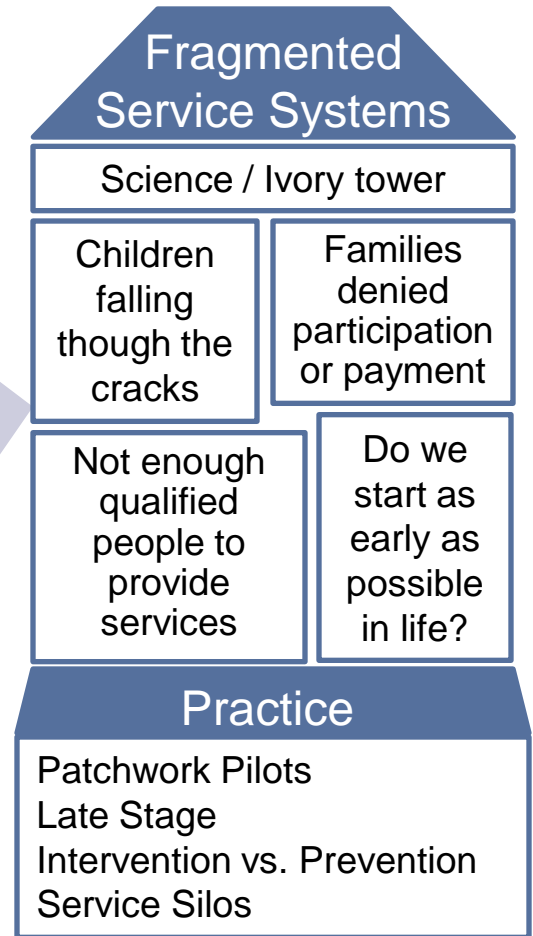 Fragmented
Service Systems
Science / Ivory tower
Children
falling
though the
cracks
Families
denied
participation
or payment
Not enough
qualified
people to
provide
services
Do we
start as
early as
possible
in life?
Practice
Patchwork Pilots
Late Stage
Intervention vs. Prevention
Service Silos